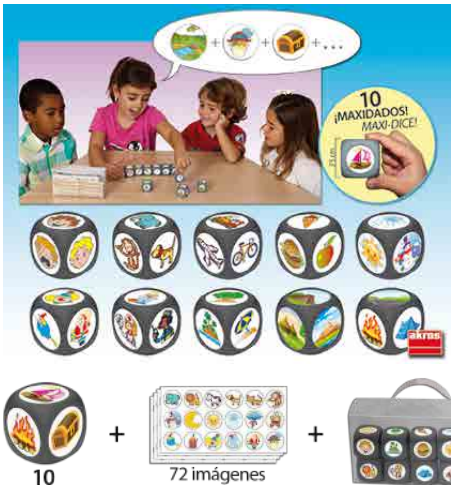 + + + ...
10
¡MAXIDADOS!
MAXI-DICE!
akros
+ +
10
72 imágenes